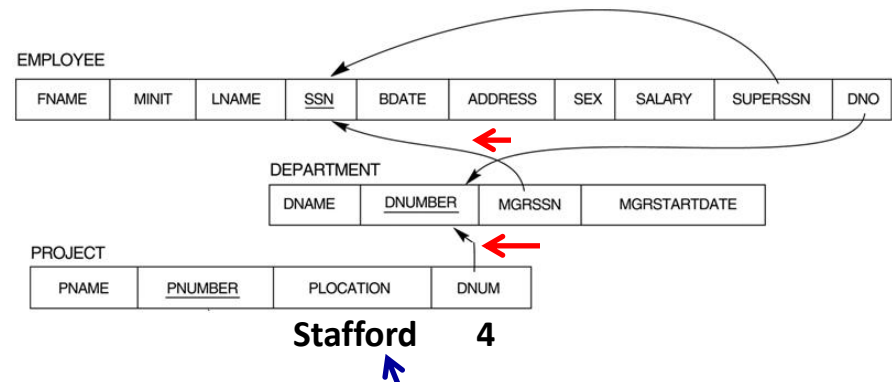 EMPLOYEE
FNAME MINIT LNAME SSN BDATE ADDRESS SEX SALARY SUPERSSN DNO
DEPARTMENT
DNAME DNUMBER MGRSSN MGRSTARTDATE
PROJECT
PNAME PNUMBER PLOCATION DNUM
Stafford 4